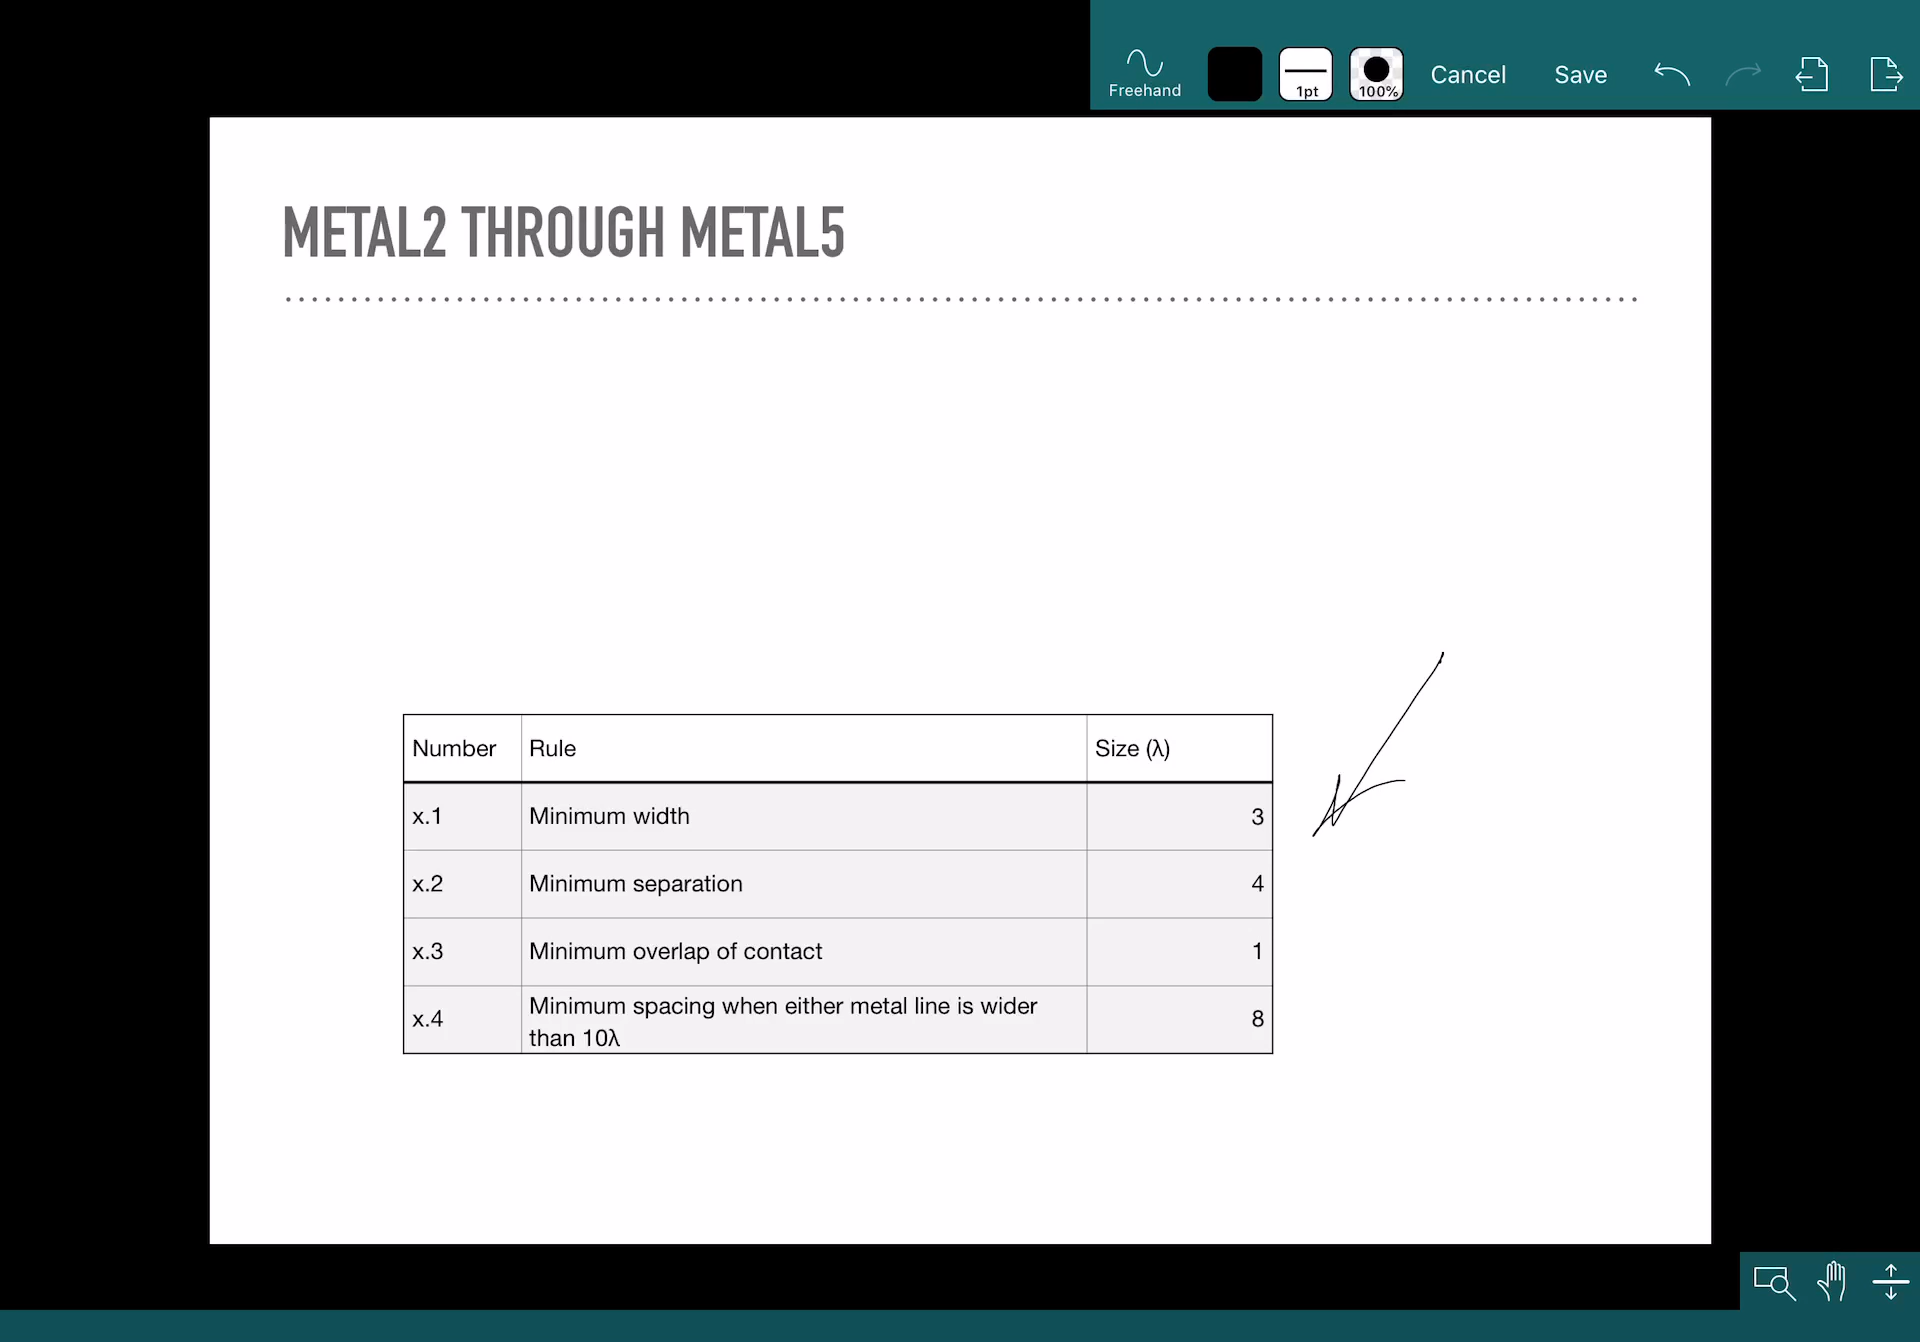 Freehand
1pt
100%
Cancel
Save
METAL2 THROUGH METAL5
Number Rule Size (λ)
x.1 Minimum width 3
x.2 Minimum separation 4
x.3 Minimum overlap of contact 1
x.4 Minimum spacing when either metal line is wider
than 10λ 8